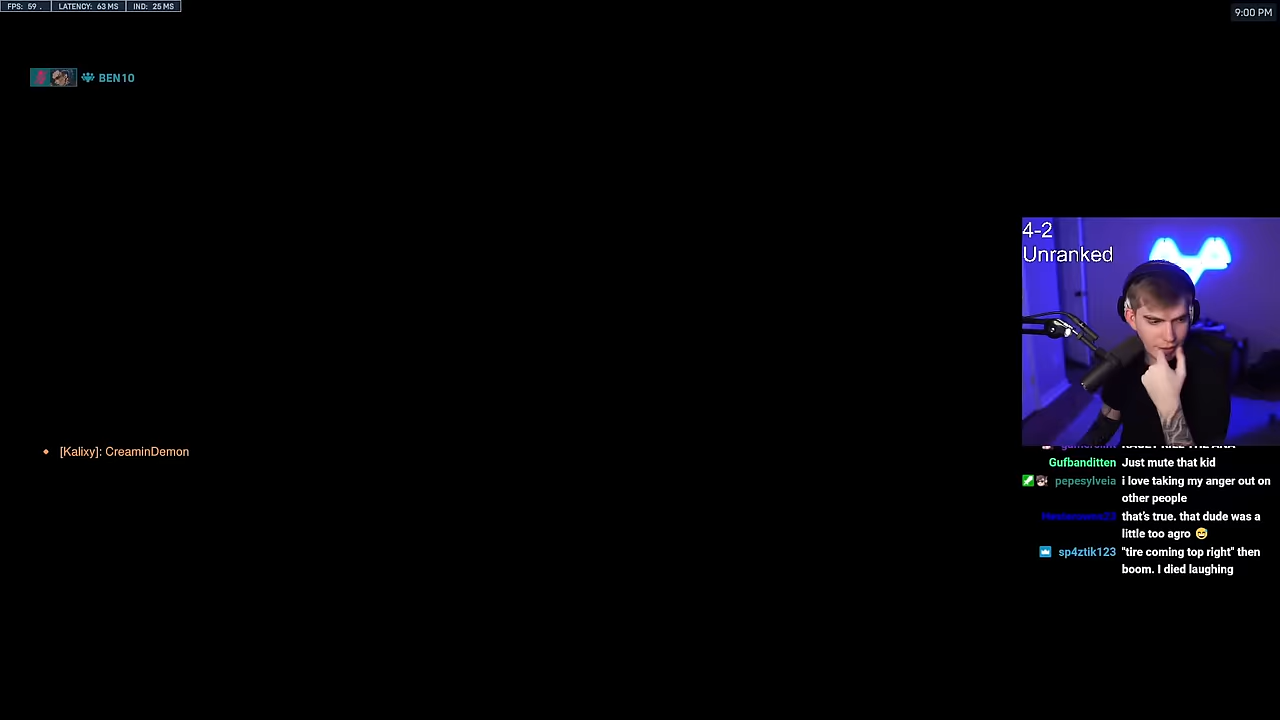 FPS: 59 . LATENCY: 63 MS IND: 25 MS
9:00 PM
BEN10
4-2
Unranked
[Kalixy]: CreaminDemon
Gufbanditten Just mute that kid
pepesylveia i love taking my anger out on
other people
that's true. that dude was a
little too agro
sp4ztik123 "tire coming top right" then
boom. I died laughing